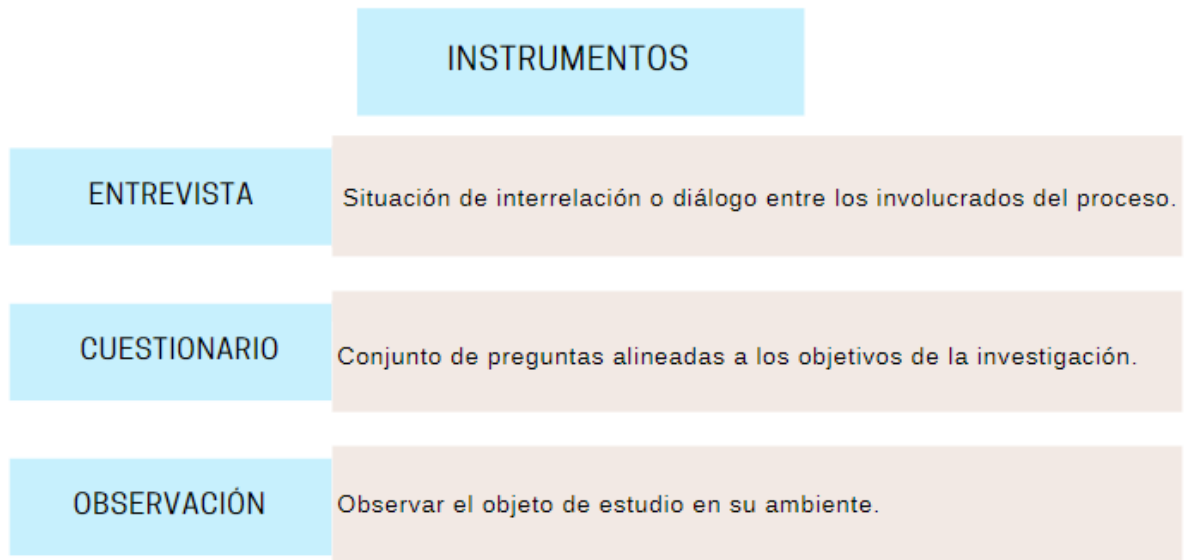 INSTRUMENTOS
ENTREVISTA
Situación de interrelación o diálogo entre los involucrados del proceso.
CUESTIONARIO
Conjunto de preguntas alineadas a los objetivos de la investigación.
OBSERVACIÓN
Observar el objeto de estudio en su ambiente.